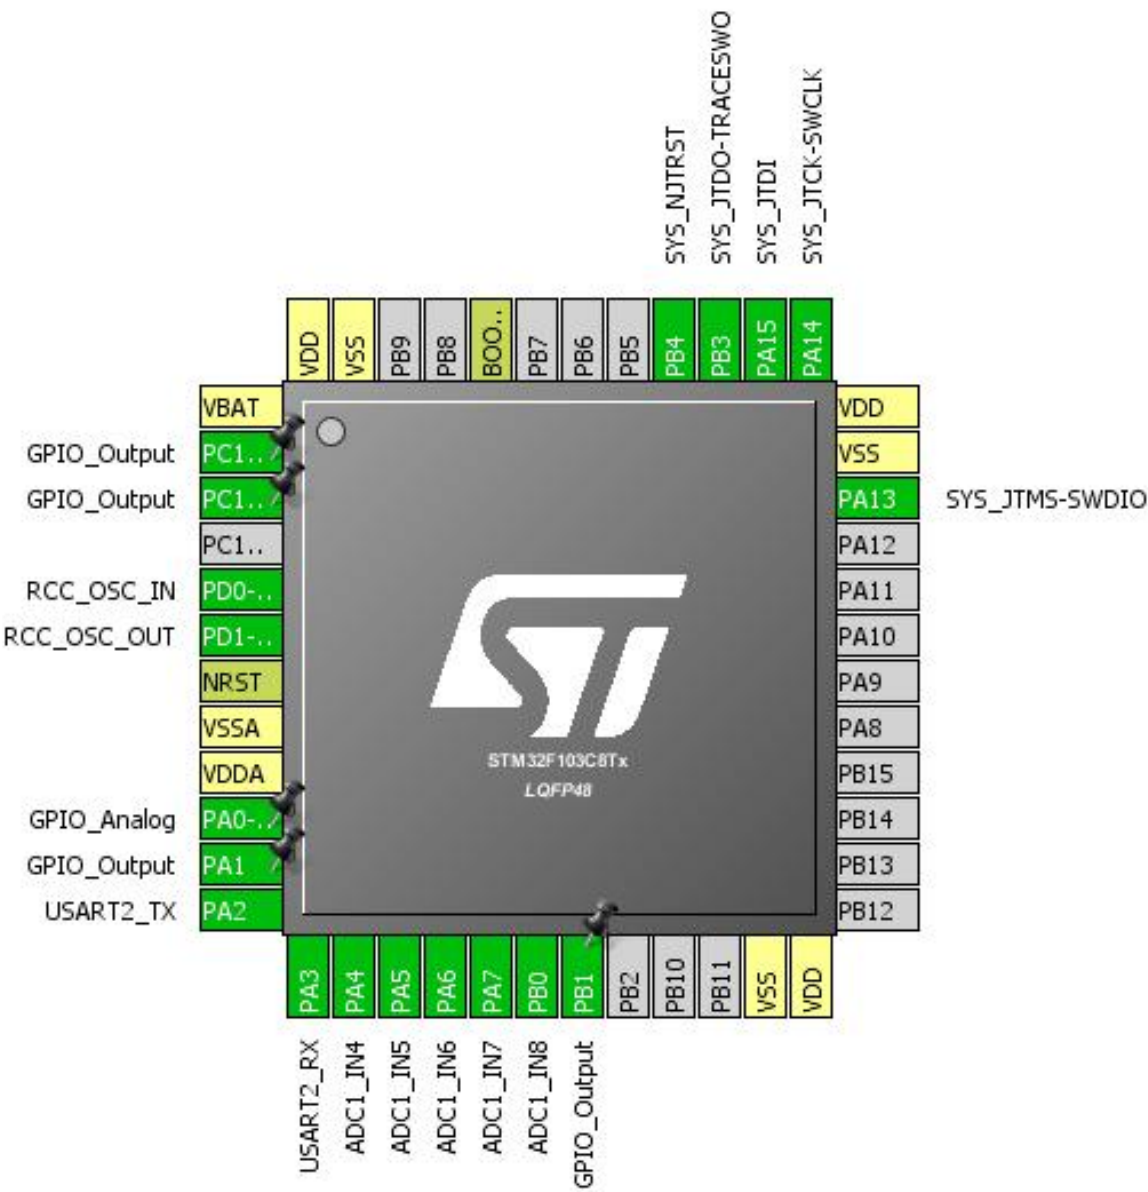 SYS_NJTRST
SYS_JTDO-TRACESWO
SYS_JTDI
SYS_JTCK-SWCLK
VDD
VSS
PB9
PB8
BOO..
PB7
PB6
PB5
PB4
PB3
PA15
PA14
VBAT
GPIO_Output PC1..
GPIO_Output PC1..
PC1..
RCC_OSC_IN PD0-..
RCC_OSC_OUT PD1-..
NRST
VSSA
VDDA
GPIO_Analog PA0-..
GPIO_Output PA1
USART2_TX PA2
ST
STM32F103C8Tx
LQFP48
VDD
VSS
PA13 SYS_JTMS-SWDIO
PA12
PA11
PA10
PA9
PA8
PB15
PB14
PB13
PB12
PA3
PA4
PA5
PA6
PA7
PB0
PB1
PB2
PB10
PB11
VSS
VDD
USART2_RX
ADC1_IN4
ADC1_IN5
ADC1_IN6
ADC1_IN7
ADC1_IN8
GPIO_Output